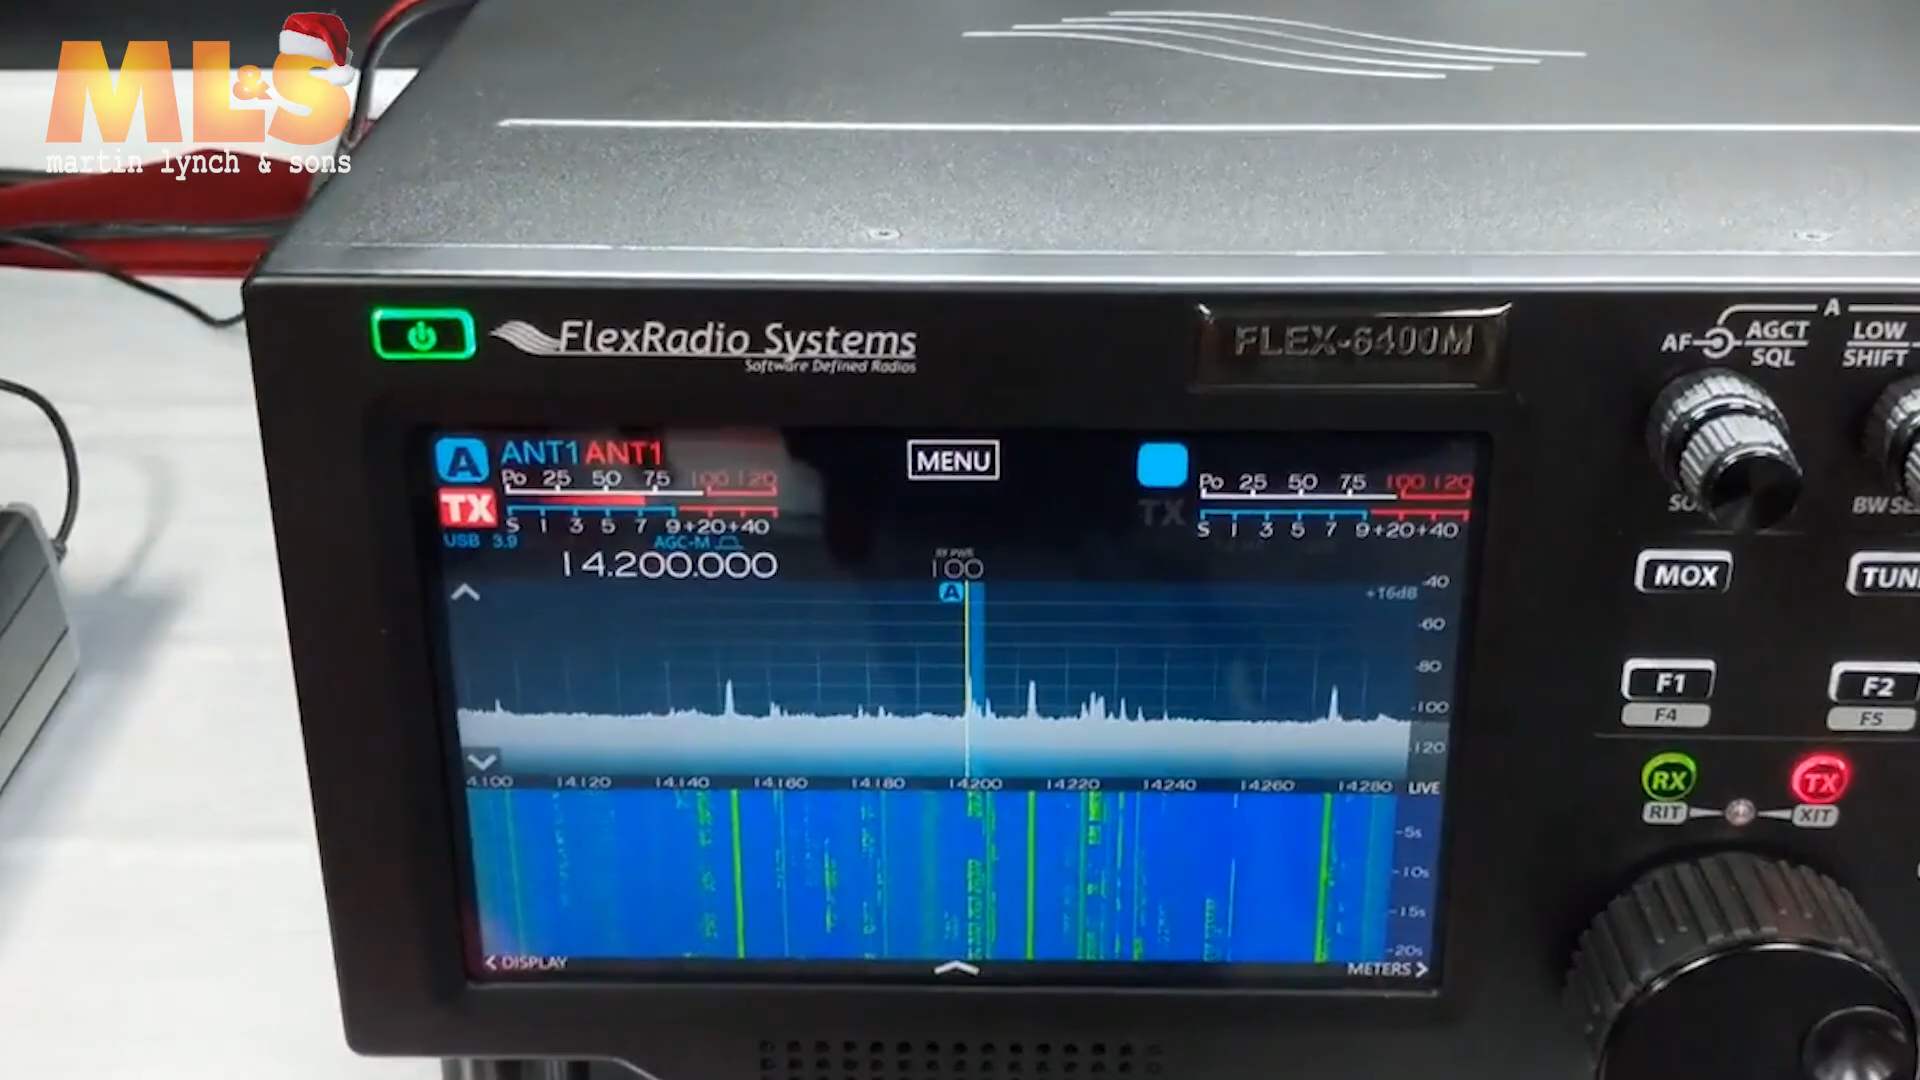 ML&S
martin lynch & sons
FlexRadio Systems
Software Defined Radios
FLEX-6400M
A
AF
AGCT
SQL
LOW
SHIFT
A ANT1 ANT1
MENU
Po 25 50 75 100 120
TX
S 1 3 5 7 9 +20 +40
USB 3.9
AGC-M
14.200.000
RF PWR
100
Po 25 50 75 100 120
TX
S 1 3 5 7 9 +20 +40
A
+16dB
-40
-60
-80
-100
-120
4.100 14.120 14.140 14.160 14.180 14.200 14.220 14.240 14.260 14.280 LIVE
-5s
-10s
-15s
-20s
< DISPLAY
METERS >
MOX
F1
F4
F2
F5
RX
TX
RIT
XIT